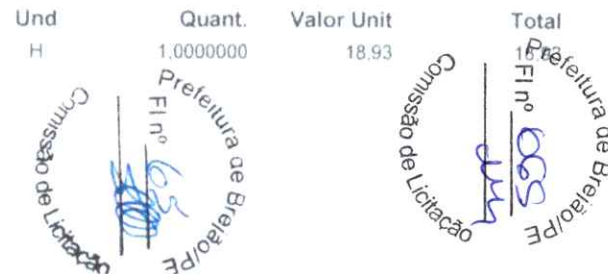 Und Quant. Valor Unit Total
H 1,0000000 18,93
Prefeitura de Brejão/PE
Fl nº 63
Comissão de Licitação
Prefeitura de Brejão/PE
Fl nº
Comissão de Licitação